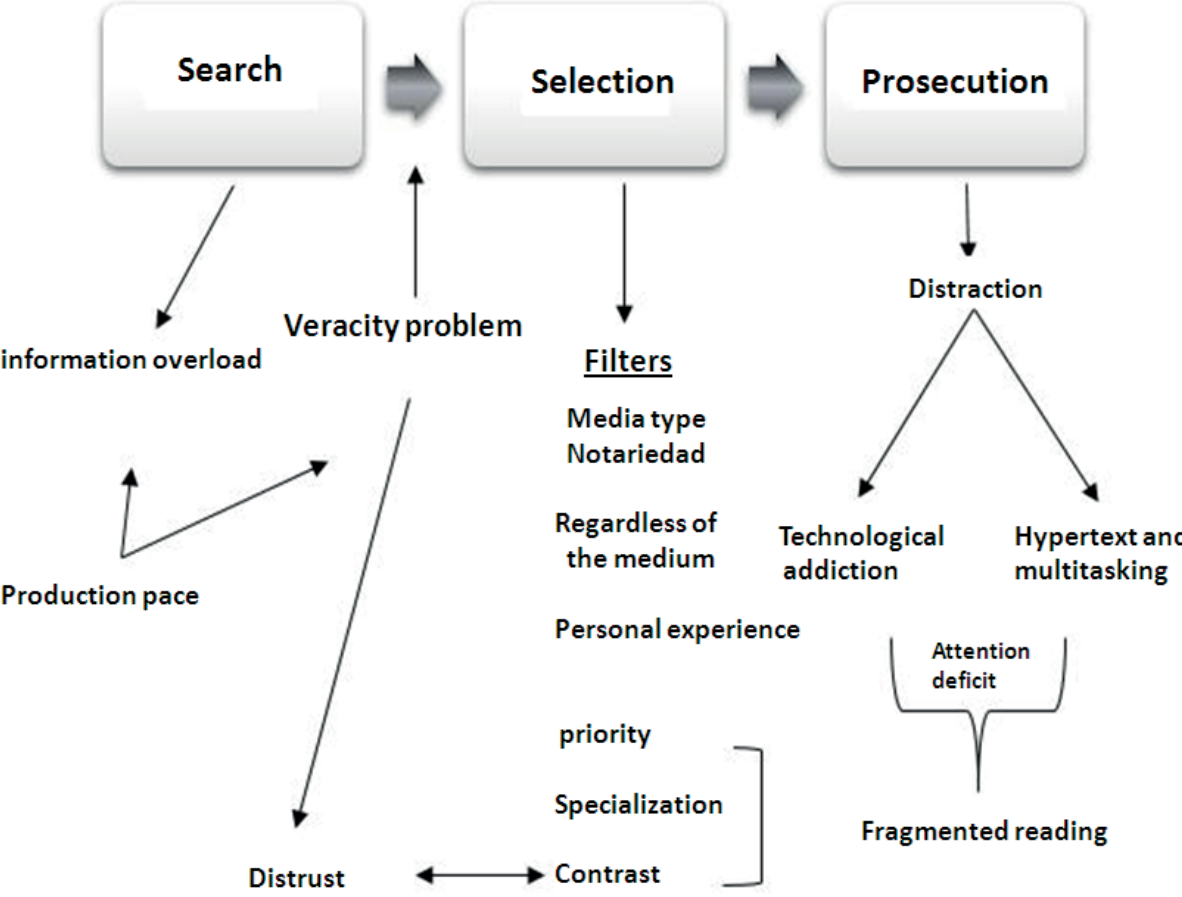 Search
Selection
Prosecution
information overload
Veracity problem
Production pace
Distrust
Filters
Media type
Notariedad
Regardless of
the medium
Personal experience
priority
Specialization
Contrast
Distraction
Technological
addiction
Hypertext and
multitasking
Attention
deficit
Fragmented reading